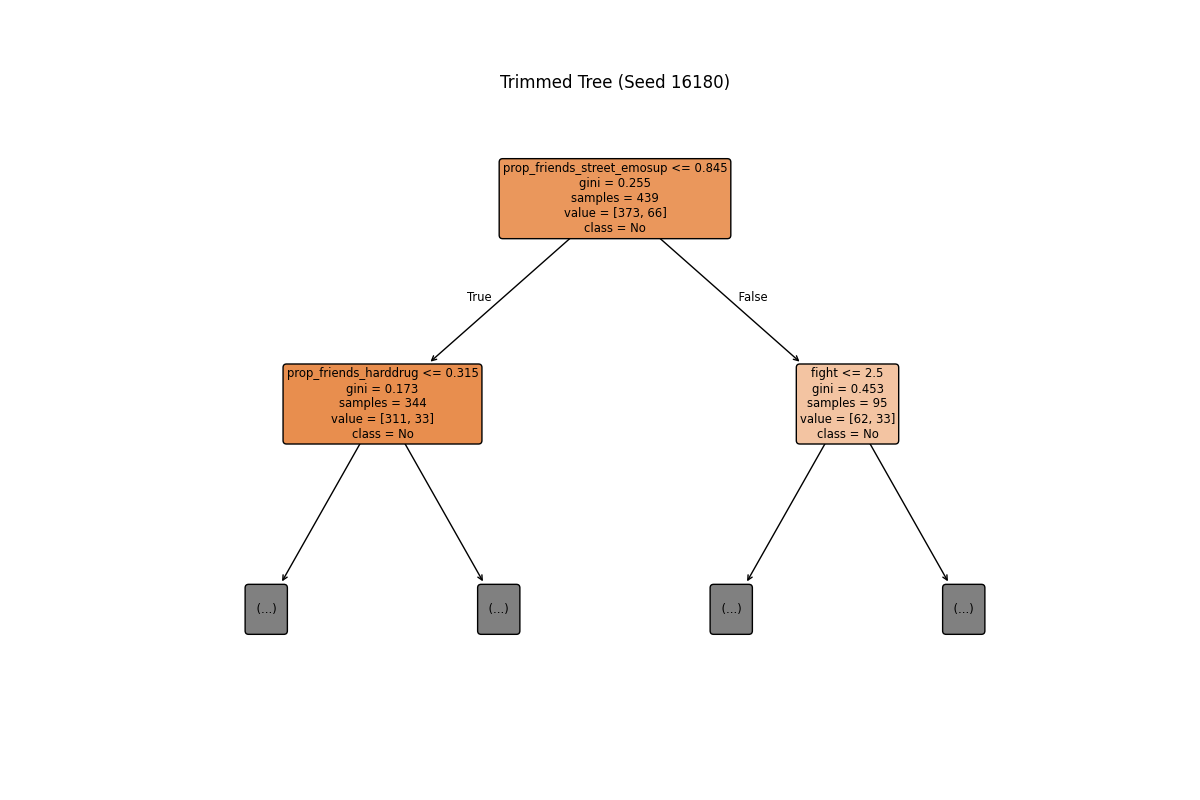 Trimmed Tree (Seed 16180)
prop_friends_street_emosup <= 0.845
gini = 0.255
samples = 439
value = [373, 66]
class = No
True
False
prop_friends_harddrug <= 0.315
gini = 0.173
samples = 344
value = [311, 33]
class = No
fight <= 2.5
gini = 0.453
samples = 95
value = [62, 33]
class = No
(...)
(...)
(...)
(...)